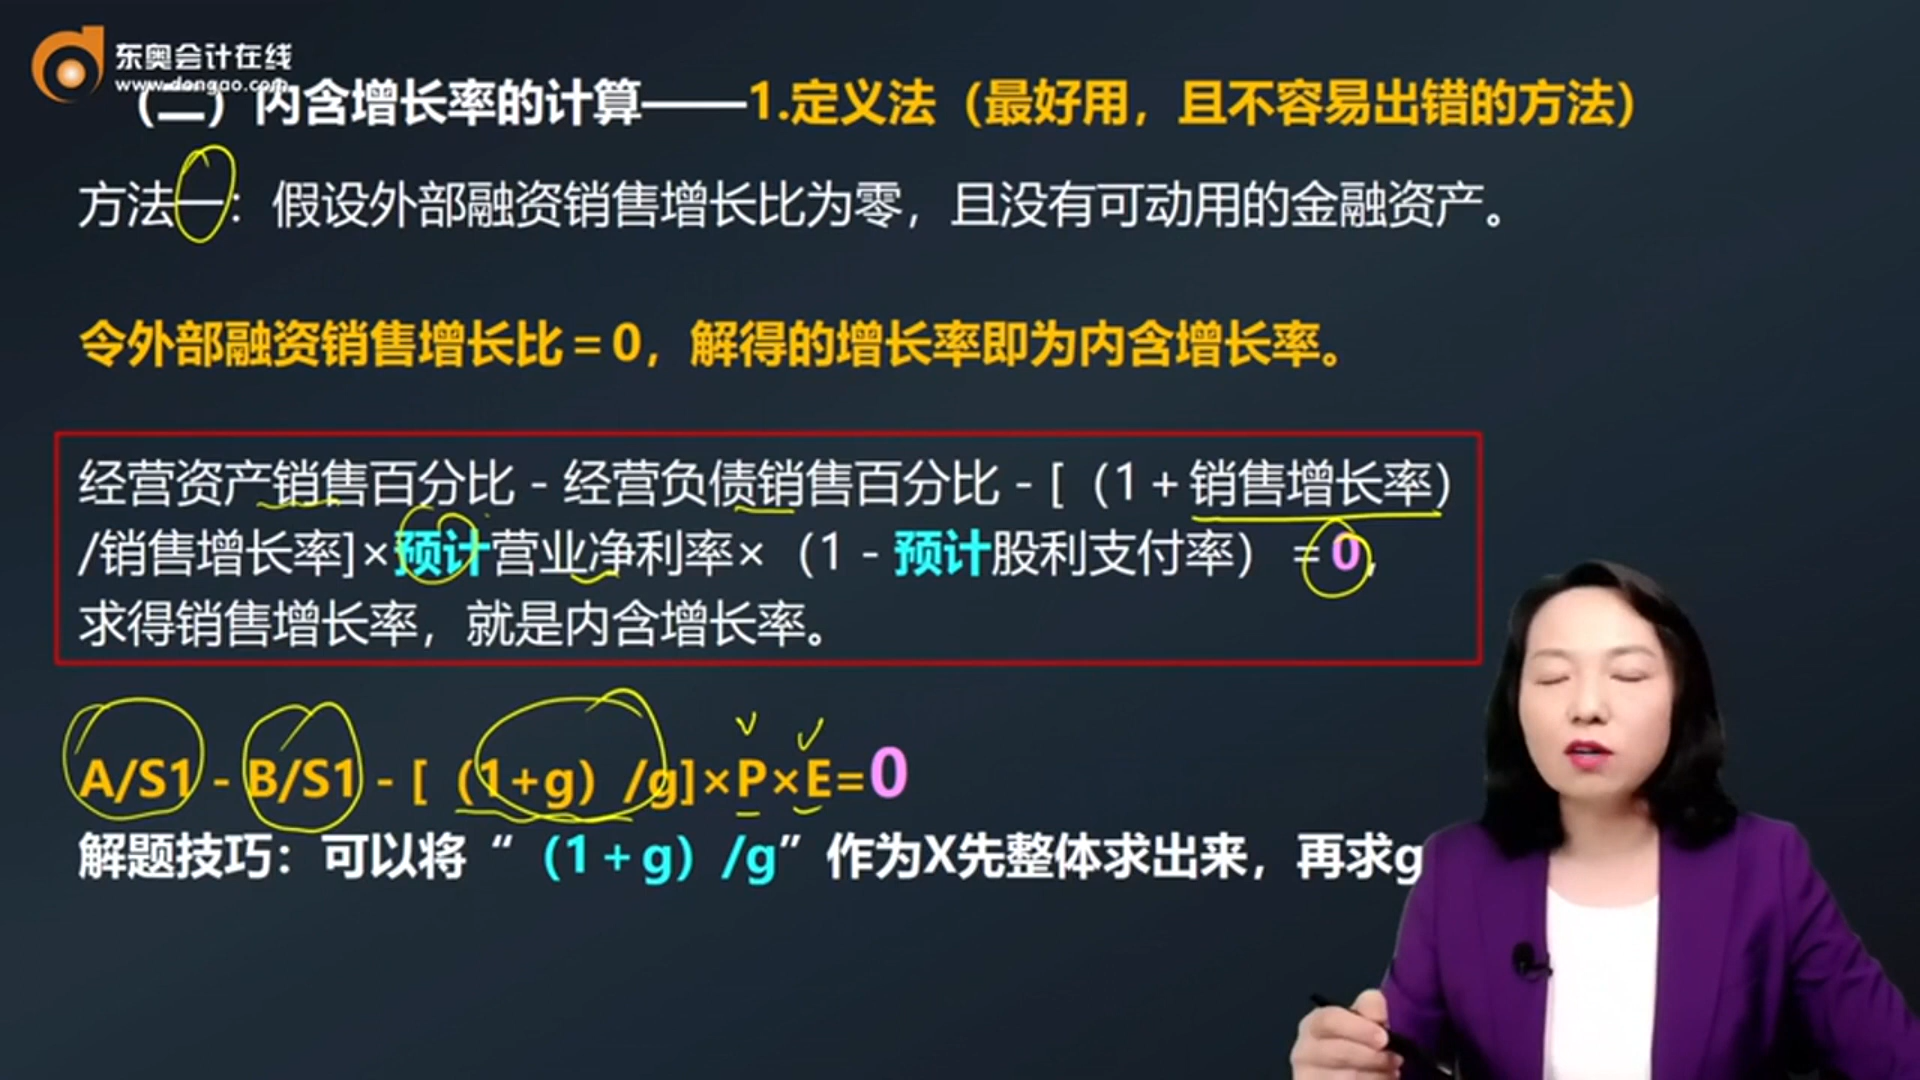 东奥会计在线
www.dongao.com
（二）内含增长率的计算——1.定义法（最好用，且不容易出错的方法）
方法一：假设外部融资销售增长比为零，且没有可动用的金融资产。
令外部融资销售增长比＝0，解得的增长率即为内含增长率。
经营资产销售百分比－经营负债销售百分比－[（1＋销售增长率）
/销售增长率]×预计营业净利率×（1－预计股利支付率）＝0，
求得销售增长率，就是内含增长率。
A/S1－B/S1－[（1+g）/g]×P×E=0
解题技巧：可以将“（1＋g）/g”作为X先整体求出来，再求g